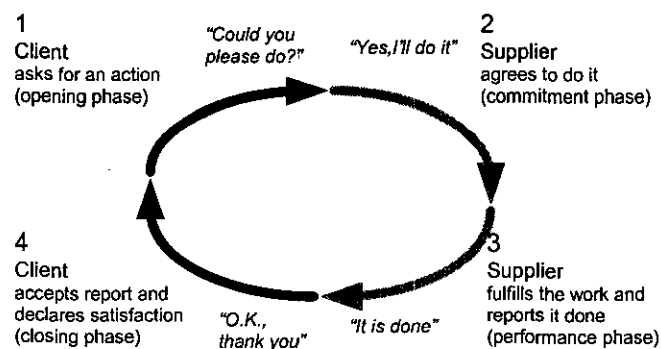 1
Client
asks for an action
(opening phase)
"Could you
please do?"
"Yes,I'll do it"
2
Supplier
agrees to do it
(commitment phase)
4
Client
accepts report and
declares satisfaction
(closing phase)
"O.K.,
thank you"
"It is done"
3
Supplier
fulfills the work and
reports it done
(performance phase)